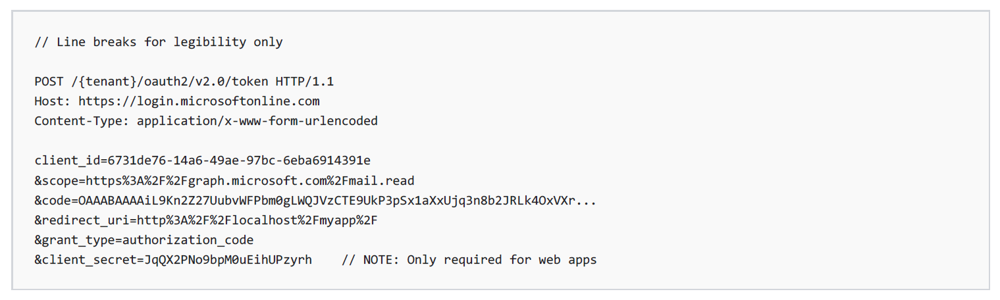 // Line breaks for legibility only
POST /{tenant}/oauth2/v2.0/token HTTP/1.1
Host: https://login.microsoftonline.com
Content-Type: application/x-www-form-urlencoded
client_id=6731de76-14a6-49ae-97bc-6eba6914391e
&scope=https%3A%2F%2Fgraph.microsoft.com%2Fmail.read
&code=OAAABAAAAiL9Kn2Z27UubvWFPbm0gLWQJVzCTE9UkP3pSx1aXxUjq3n8b2JRLk4OxVXr...
&redirect_uri=http%3A%2F%2Flocalhost%2Fmyapp%2F
&grant_type=authorization_code
&client_secret=JqQX2PNo9bpM0uEihUPzyrh    // NOTE: Only required for web apps